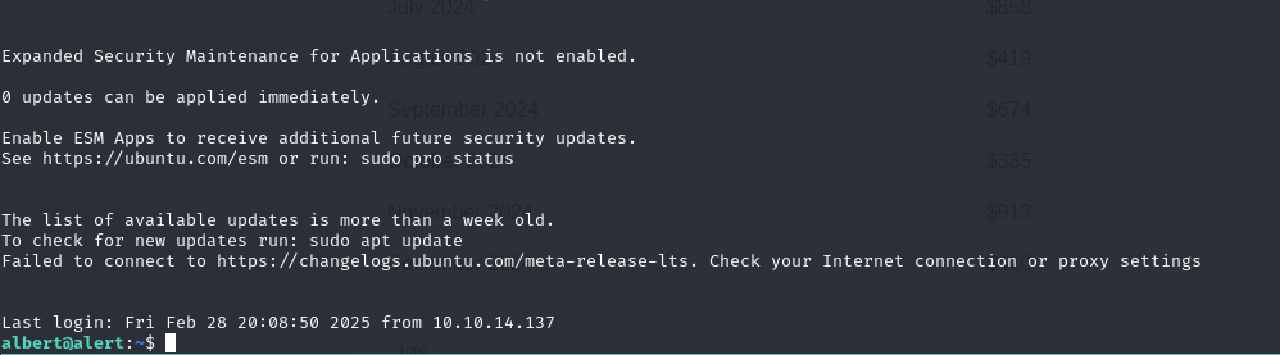 July 2024 $858
Expanded Security Maintenance for Applications is not enabled.
$419
0 updates can be applied immediately.
September 2024 $674
Enable ESM Apps to receive additional future security updates.
See https://ubuntu.com/esm or run: sudo pro status
$335
The list of available updates is more than a week old.
November 2024 $913
To check for new updates run: sudo apt update
Failed to connect to https://changelogs.ubuntu.com/meta-release-lts. Check your Internet connection or proxy settings
Last login: Fri Feb 28 20:08:50 2025 from 10.10.14.137
albert@alert:~$